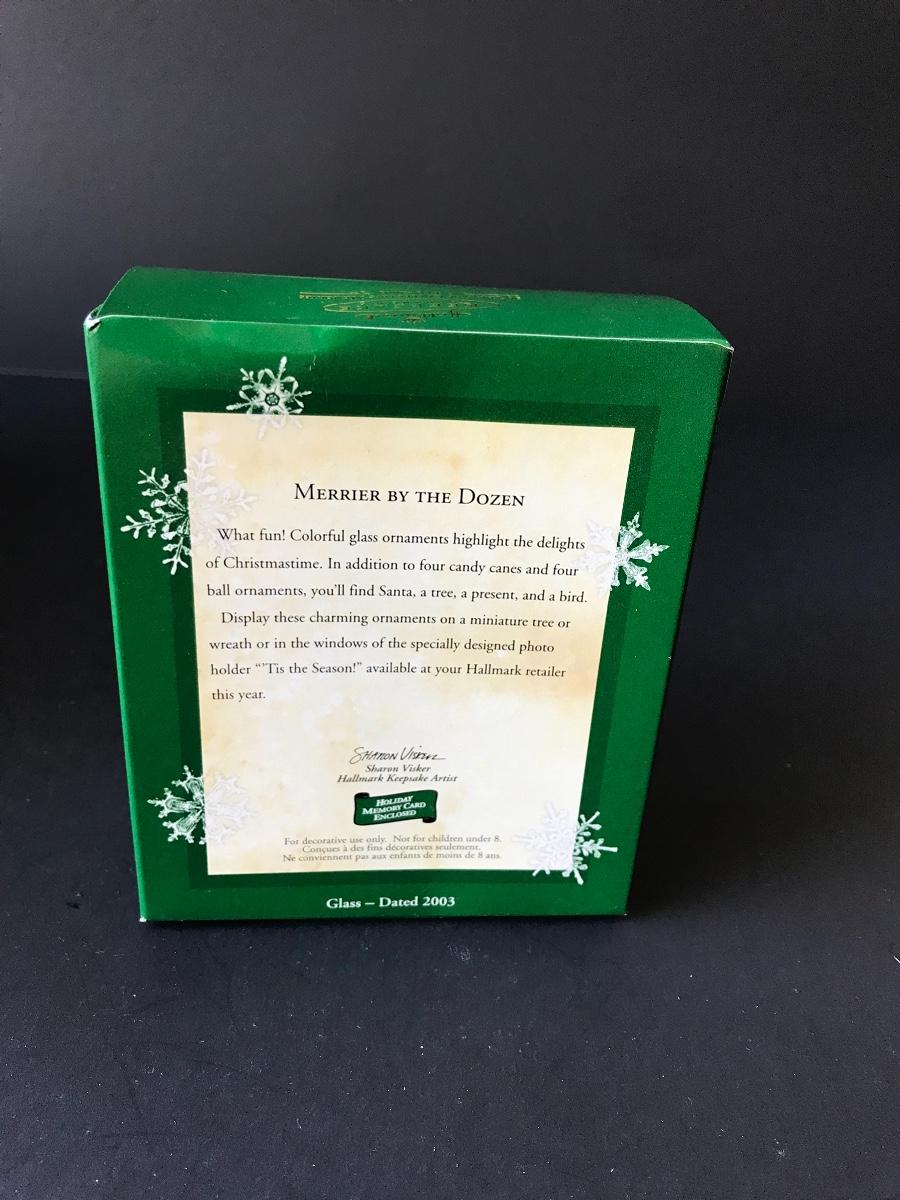 Merrier by the Dozen
What fun! Colorful glass ornaments highlight the delights
of Christmastime. In addition to four candy canes and four
ball ornaments, you'll find Santa, a tree, a present, and a bird.
Display these charming ornaments on a miniature tree or
wreath or in the windows of the specially designed photo
holder “’Tis the Season!” available at your Hallmark retailer
this year.
Sharon Visker
Sharon Visker
Hallmark Keepsake Artist
Holiday
Memory Card
Enclosed
For decorative use only. Not for children under 8.
Conçues à des fins décoratives seulement.
Ne conviennent pas aux enfants de moins de 8 ans.
Glass – Dated 2003